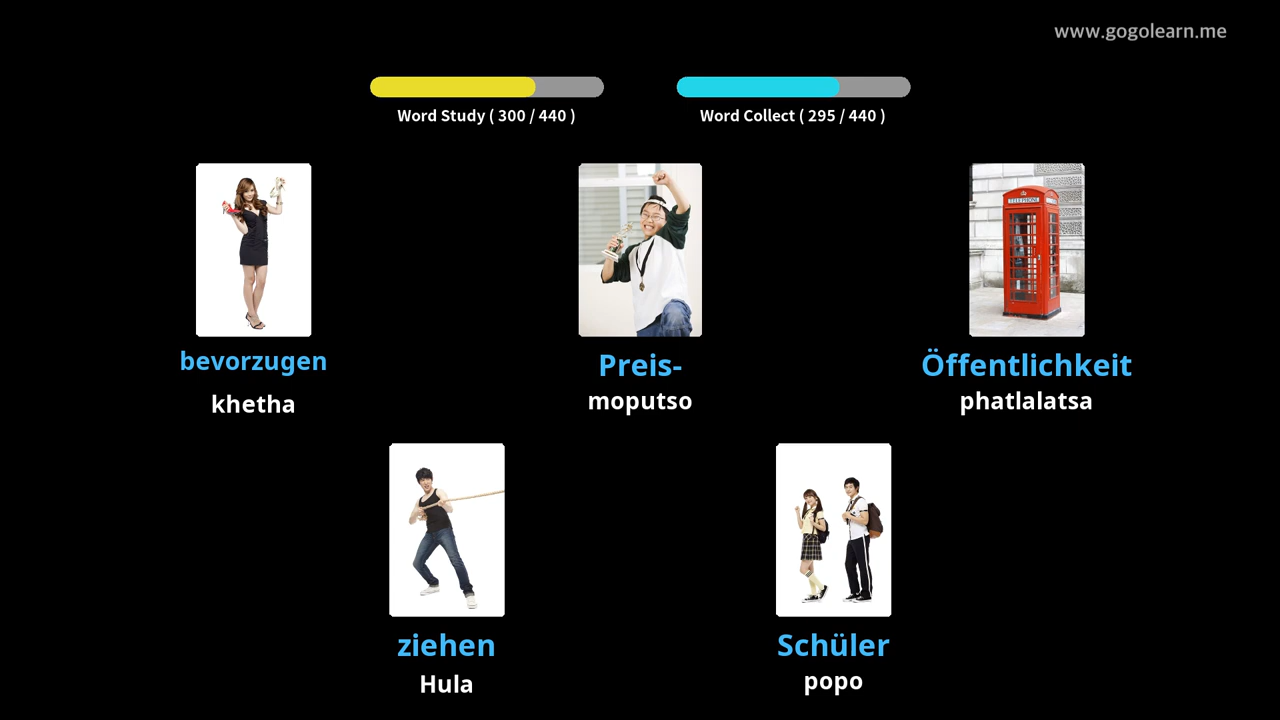 www.gogolearn.me
Word Study ( 300 / 440 )
Word Collect ( 295 / 440 )
TELEPHONE
bevorzugen
khetha
Preis-
moputso
Öffentlichkeit
phatlalatsa
ziehen
Hula
Schüler
popo